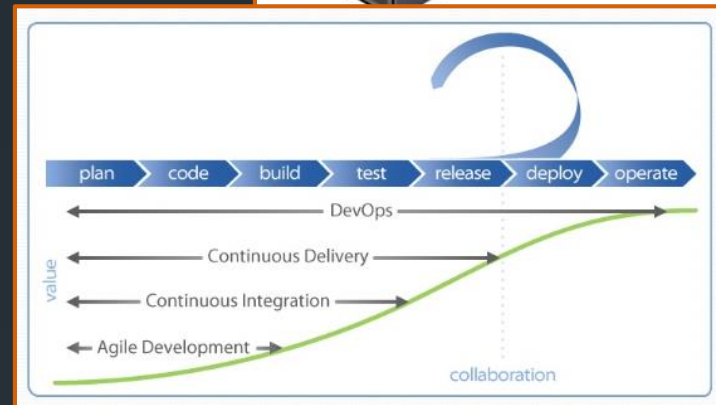 plan code build test release deploy operate
DevOps
Continuous Delivery
value
Continuous Integration
Agile Development
collaboration